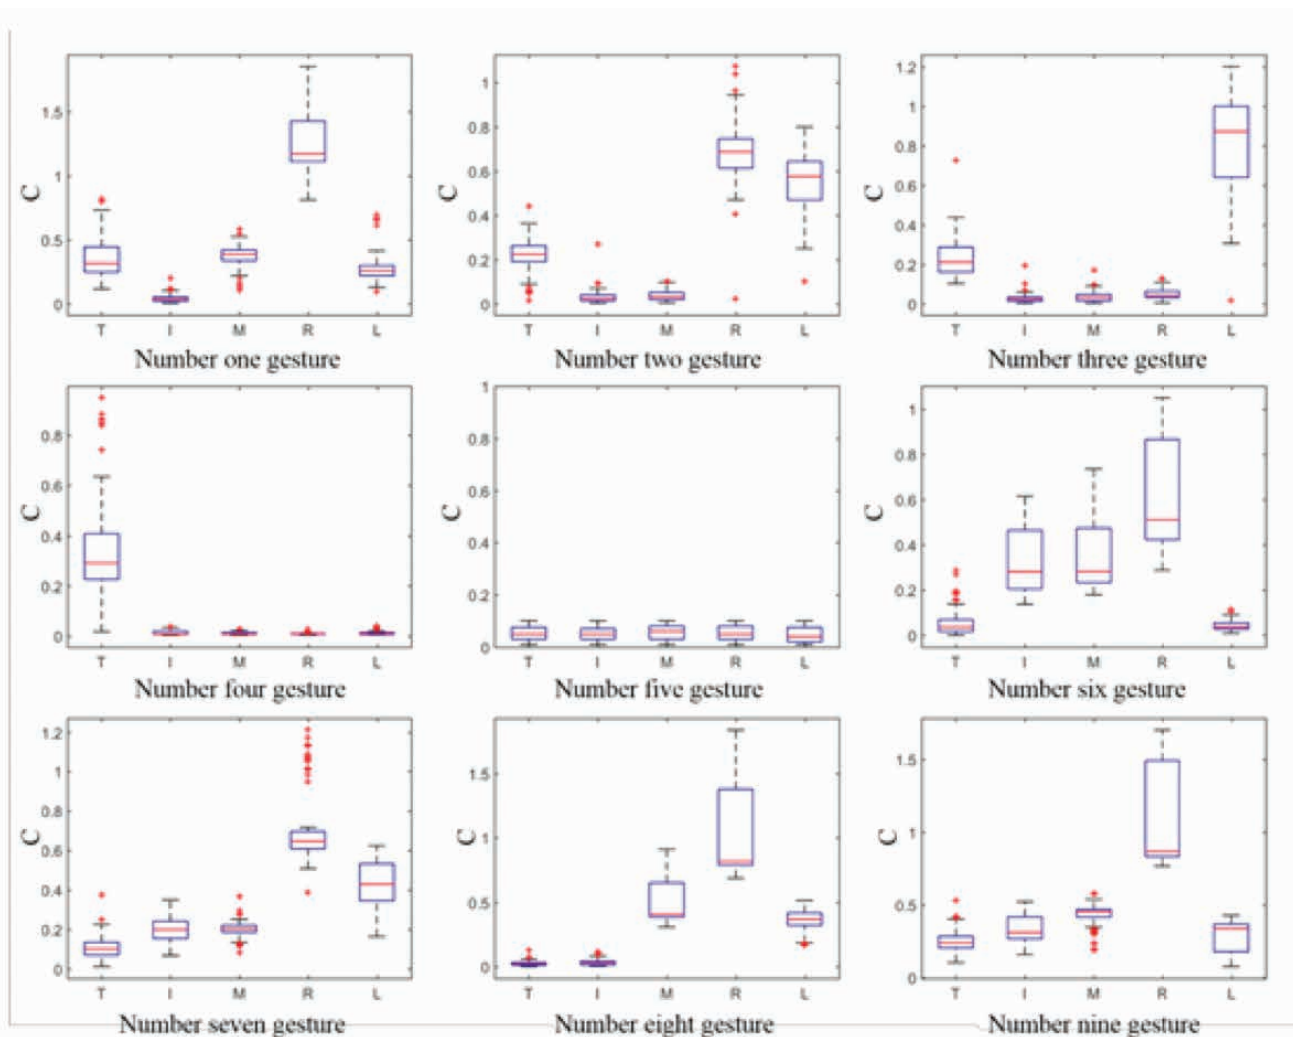 1.5
1
0.5
0
C
T I M R L
Number one gesture
1
0.8
0.6
0.4
0.2
0
C
T I M R L
Number two gesture
1.2
1
0.8
0.6
0.4
0.2
0
C
T I M R L
Number three gesture
0.8
0.6
0.4
0.2
0
C
T I M R L
Number four gesture
1
0.8
0.6
0.4
0.2
0
C
T I M R L
Number five gesture
1
0.8
0.6
0.4
0.2
0
C
T I M R L
Number six gesture
1.2
1
0.8
0.6
0.4
0.2
0
C
T I M R L
Number seven gesture
1.5
1
0.5
0
C
T I M R L
Number eight gesture
1.5
1
0.5
0
C
T I M R L
Number nine gesture